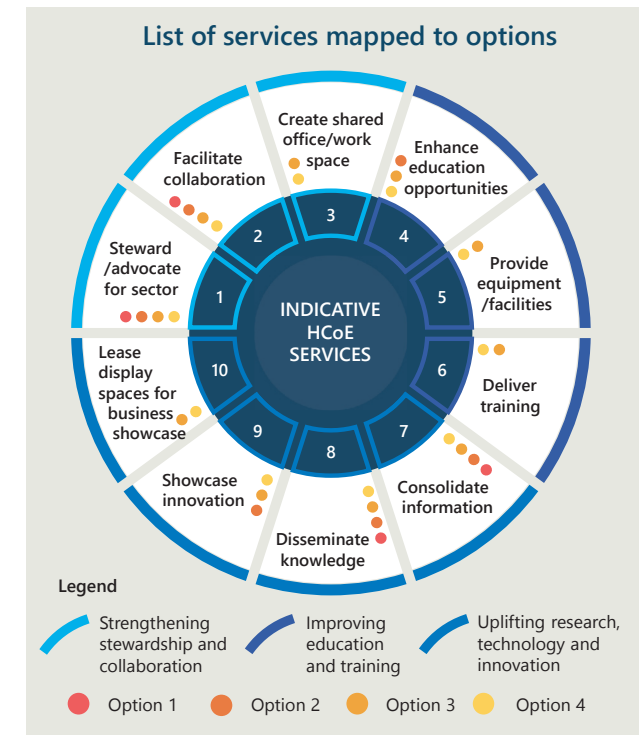 List of services mapped to options
Steward
/advocate
for sector
1
Facilitate
collaboration
2
Create shared
office/work
space
3
Enhance
education
opportunities
4
Provide
equipment
/facilities
5
Deliver
training
6
Consolidate
information
7
Disseminate
knowledge
8
Showcase
innovation
9
Lease
display
spaces for
business
showcase
10
INDICATIVE
HCoE
SERVICES
Legend
Strengthening
stewardship and
collaboration
Improving
education
and training
Uplifting research,
technology and
innovation
Option 1
Option 2
Option 3
Option 4